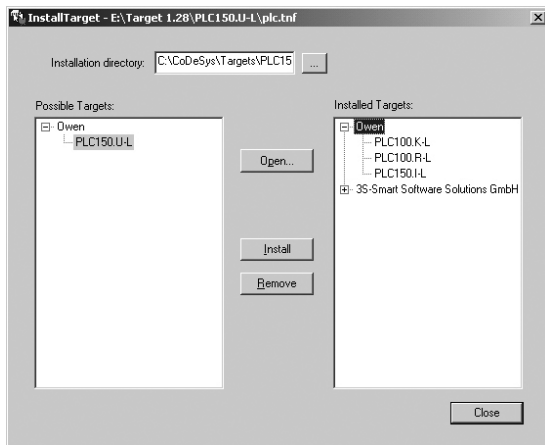 InstallTarget - E:\Target 1.28\PLC150.U-L\plc.tnf
Installation directory: C:\CoDeSys\Targets\PLC15 ...
Possible Targets:
Owen
PLC150.U-L
Open...
Install
Remove
Installed Targets:
Owen
PLC100.K-L
PLC100.R-L
PLC150.I-L
3S-Smart Software Solutions GmbH
Close